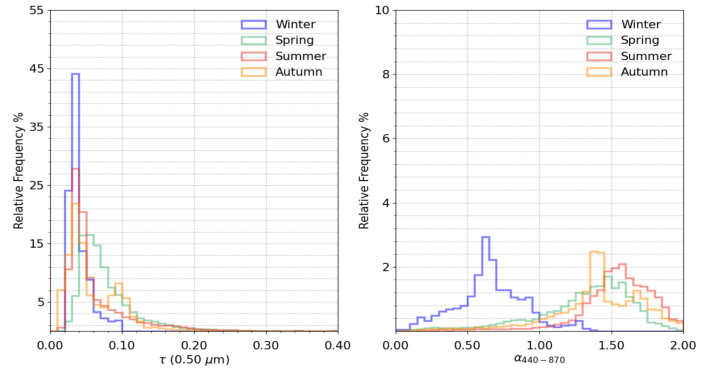 55
45
35
25
15
5
Relative Frequency %
0.00
0.10
0.20
0.30
0.40
τ (0.50 μm)
Winter
Spring
Summer
Autumn
10
8
6
4
2
Relative Frequency %
0.00
0.50
1.00
1.50
2.00
α440−870
Winter
Spring
Summer
Autumn